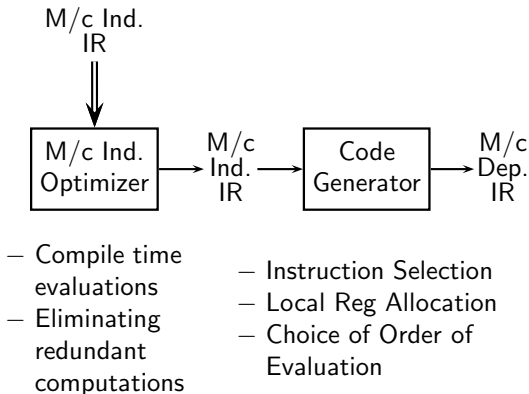 M/c Ind.
IR
M/c Ind.
Optimizer
M/c
Ind.
IR
Code
Generator
M/c
Dep.
IR
– Compile time
evaluations
– Eliminating
redundant
computations
– Instruction Selection
– Local Reg Allocation
– Choice of Order of
Evaluation